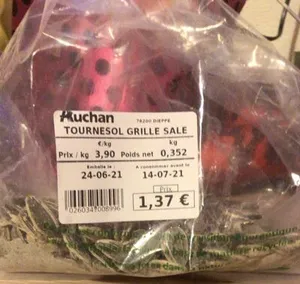 Auchan
76200 DIEPPE
TOURNESOL GRILLE SALE
€/kg kg
Prix / kg 3,90 Poids net 0,352
Emballé le A consommer avant le
24-06-21 14-07-21
Prix
1,37 €
0260347008996